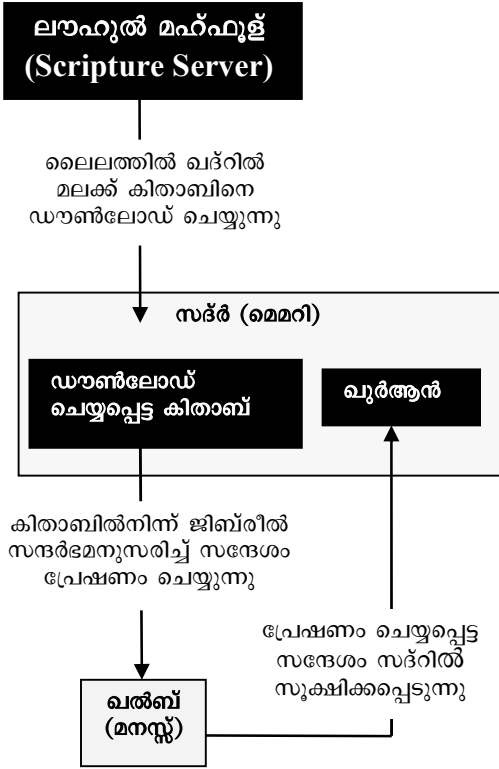 ലൗഹുൽ മഹ്ഫൂള്
(Scripture Server)
ലൈലത്തിൽ ഖദ്റിൽ
മലക്ക് കിതാബിനെ
ഡൗൺലോഡ് ചെയ്യുന്നു
സദ്ർ (മെമറി)
ഡൗൺലോഡ്
ചെയ്യപ്പെട്ട കിതാബ്
ഖുർആൻ
കിതാബിൽനിന്ന് ജിബ്രീൽ
സന്ദർഭമനുസരിച്ച് സന്ദേശം
പ്രേഷണം ചെയ്യുന്നു
പ്രേഷണം ചെയ്യപ്പെട്ട
സന്ദേശം സദ്റിൽ
സൂക്ഷിക്കപ്പെടുന്നു
ഖൽബ്
(മനസ്സ്)